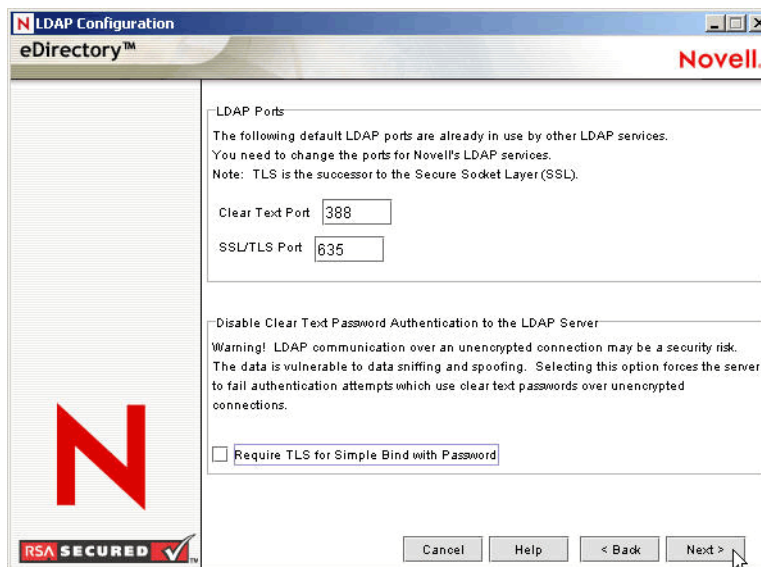 N LDAP Configuration
eDirectory™
Novell.
LDAP Ports
The following default LDAP ports are already in use by other LDAP services.
You need to change the ports for Novell's LDAP services.
Note: TLS is the successor to the Secure Socket Layer (SSL).
Clear Text Port 388
SSL/TLS Port 635
Disable Clear Text Password Authentication to the LDAP Server
Warning! LDAP communication over an unencrypted connection may be a security risk.
The data is vulnerable to data sniffing and spoofing. Selecting this option forces the server
to fail authentication attempts which use clear text passwords over unencrypted
connections.
Require TLS for Simple Bind with Password
N
RSA SECURED ™
Cancel Help < Back Next >